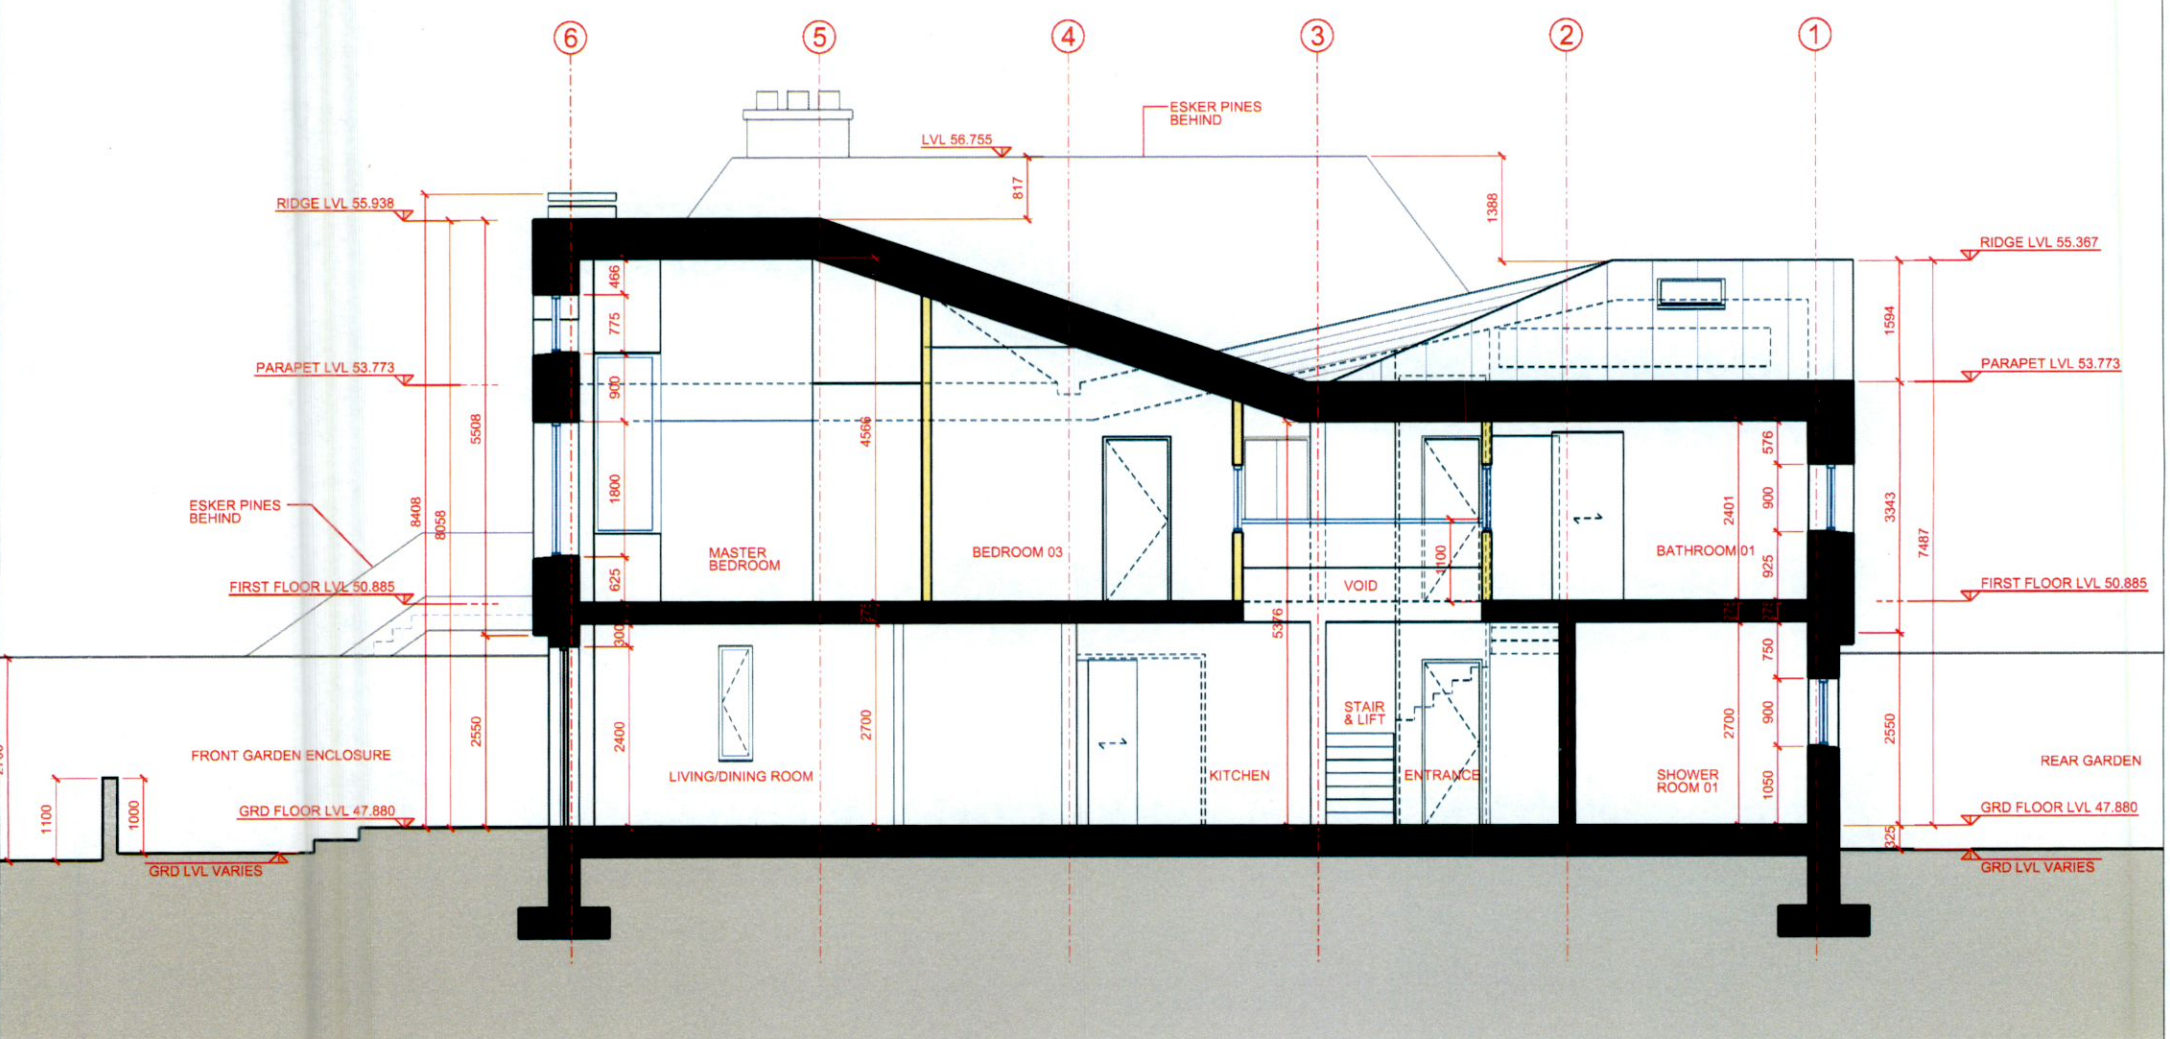 6
5
4
3
2
1
ESKER PINES
BEHIND
LVL 56.755
817
1388
RIDGE LVL 55.938
RIDGE LVL 55.367
466
775
1594
PARAPET LVL 53.773
PARAPET LVL 53.773
900
5508
4566
576
1800
8408
8058
2401
900
3343
7487
ESKER PINES
BEHIND
MASTER
BEDROOM
BEDROOM 03
1100
BATHROOM 01
625
VOID
925
FIRST FLOOR LVL 50.885
FIRST FLOOR LVL 50.885
275
275
275
300
5376
750
2550
2400
2700
STAIR
& LIFT
2700
900
2550
FRONT GARDEN ENCLOSURE
LIVING/DINING ROOM
KITCHEN
ENTRANCE
SHOWER
ROOM 01
1050
REAR GARDEN
1100
1000
GRD FLOOR LVL 47.880
GRD FLOOR LVL 47.880
325
GRD LVL VARIES
GRD LVL VARIES